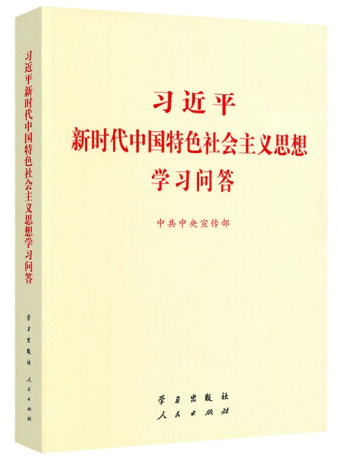 习近平新时代中国特色社会主义思想学习问答
学习出版社
人民出版社
习近平
新时代中国特色社会主义思想
学习问答
中共中央宣传部
学习出版社
人民出版社